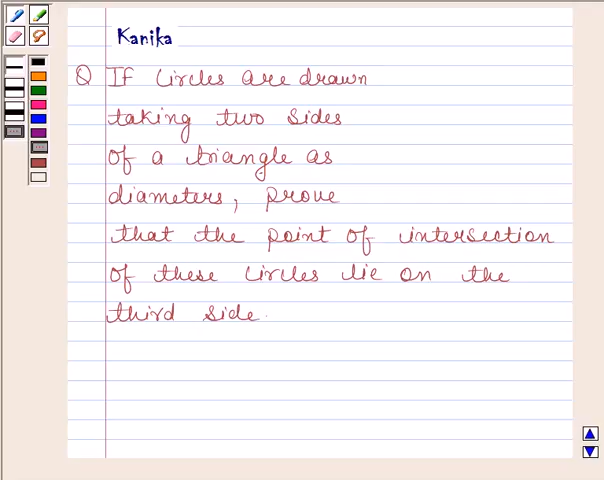 Kanika
Q If Circles are drawn
taking two sides
of a triangle as
diameters, prove
that the point of intersection
of these circles lie on the
third side.